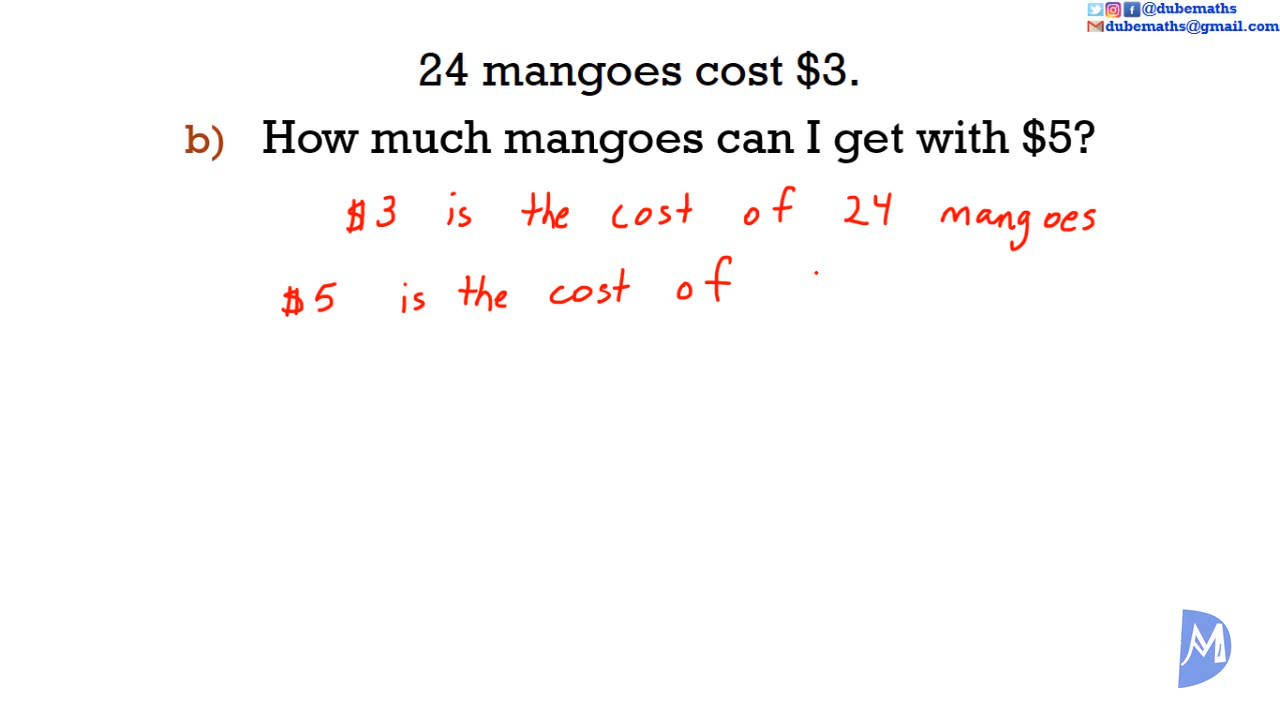 @dubemaths
dubemaths@gmail.com
24 mangoes cost $3.
b) How much mangoes can I get with $5?
$3 is the cost of 24 mangoes
$5 is the cost of
DM